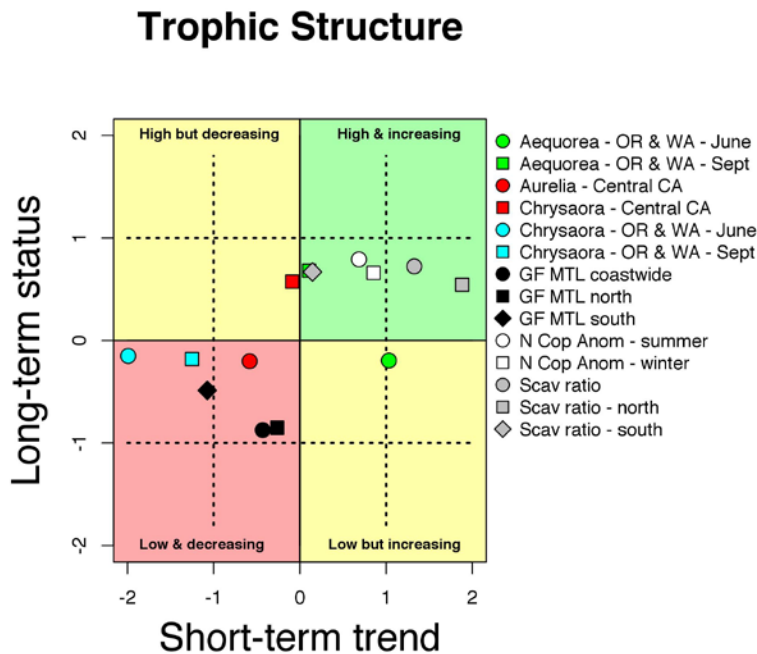 Trophic Structure
High but decreasing
High & increasing
Low & decreasing
Low but increasing
Long-term status
2
1
0
-1
-2
-2
-1
0
1
2
Short-term trend
Aequorea - OR & WA - June
Aequorea - OR & WA - Sept
Aurelia - Central CA
Chrysaora - Central CA
Chrysaora - OR & WA - June
Chrysaora - OR & WA - Sept
GF MTL coastwide
GF MTL north
GF MTL south
N Cop Anom - summer
N Cop Anom - winter
Scav ratio
Scav ratio - north
Scav ratio - south